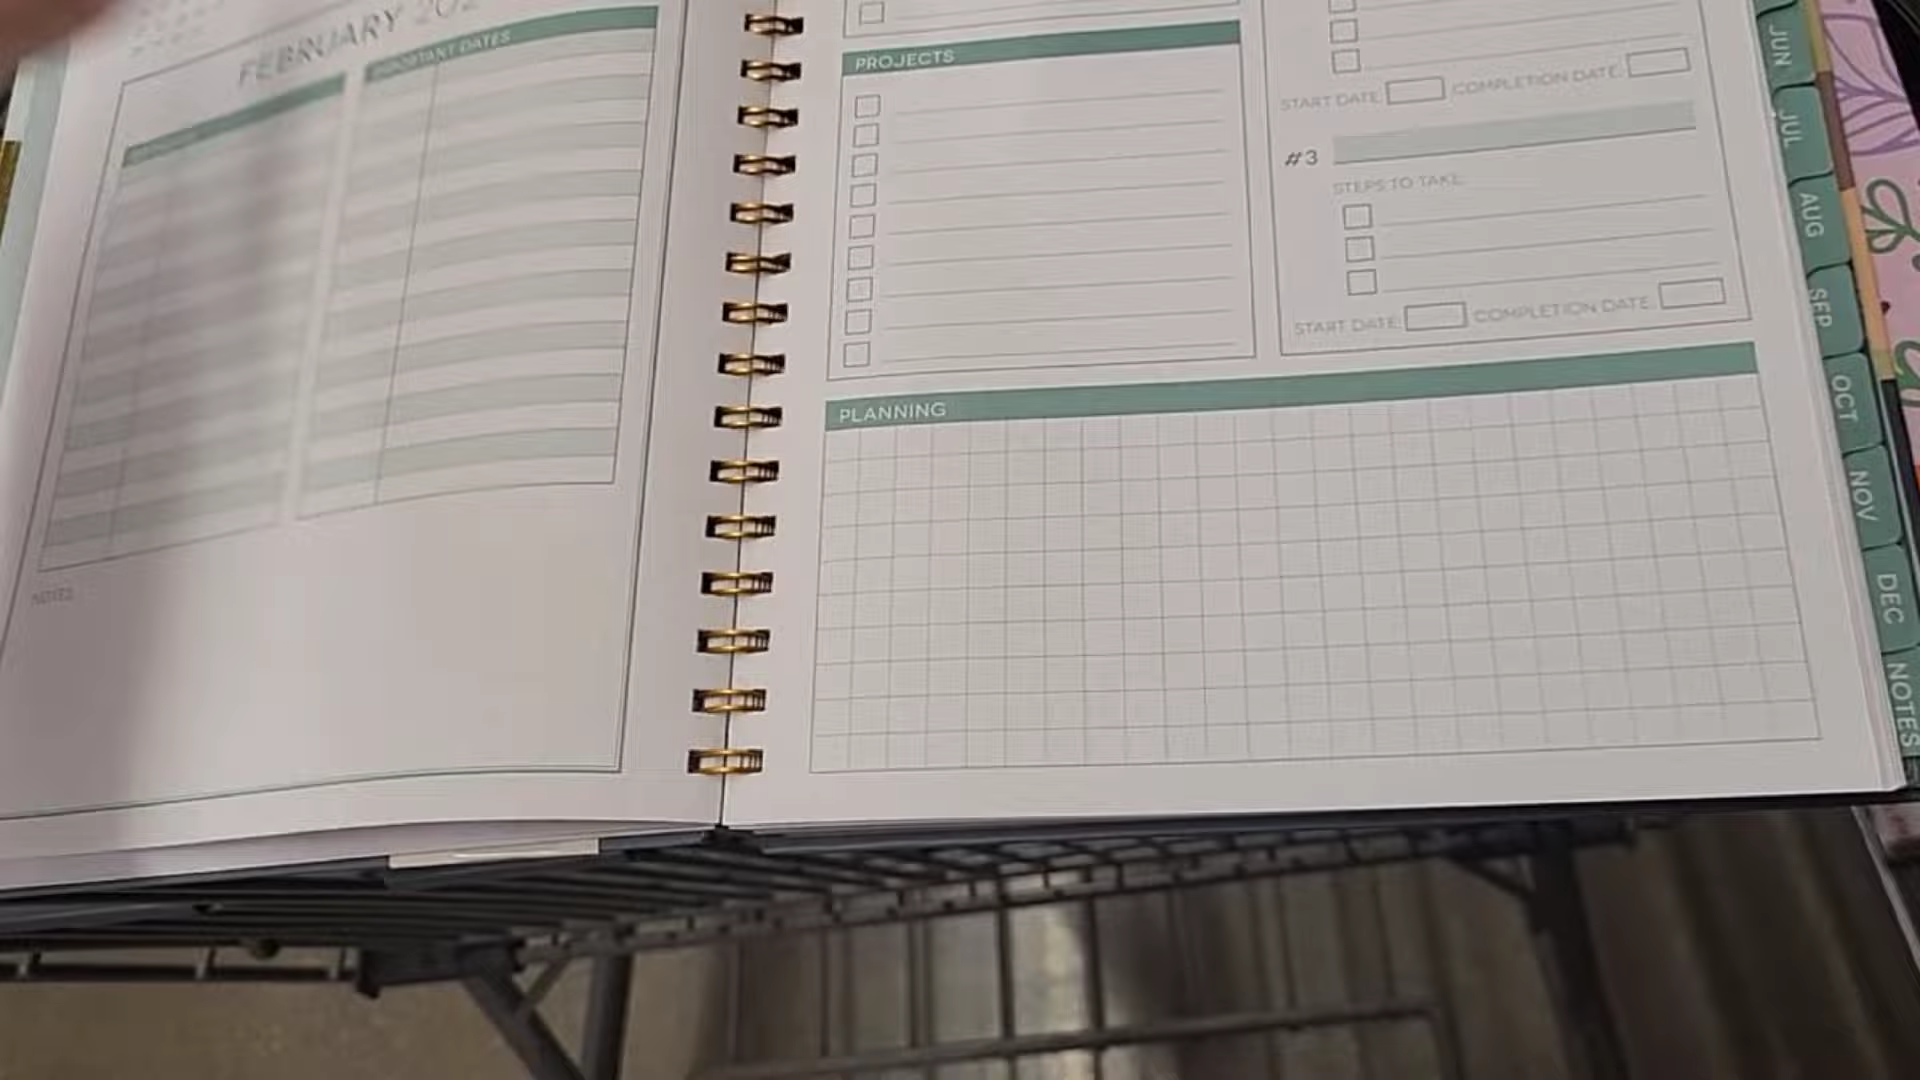 FEBRUARY 202
IMPORTANT DATES
NOTES
PROJECTS
START DATE: COMPLETION DATE:
#3
STEPS TO TAKE:
START DATE: COMPLETION DATE:
PLANNING
JUN
JUL
AUG
SEP
OCT
NOV
DEC
NOTES